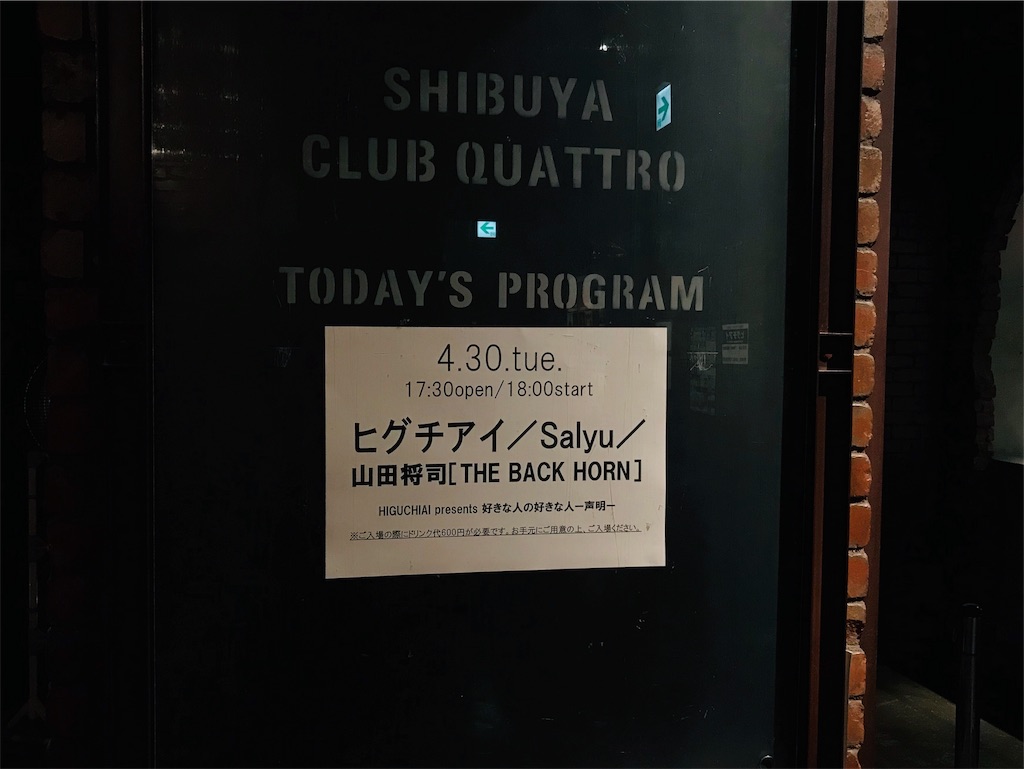 SHIBUYA
CLUB QUATTRO
TODAY'S PROGRAM
4.30.tue.
17:30open/18:00start
ヒグチアイ／Salyu／
山田将司[THE BACK HORN]
HIGUCHIAI presents 好きな人の好きな人ー声明ー
※ご入場の際にドリンク代600円が必要です。お手元にご用意の上、ご入場ください。